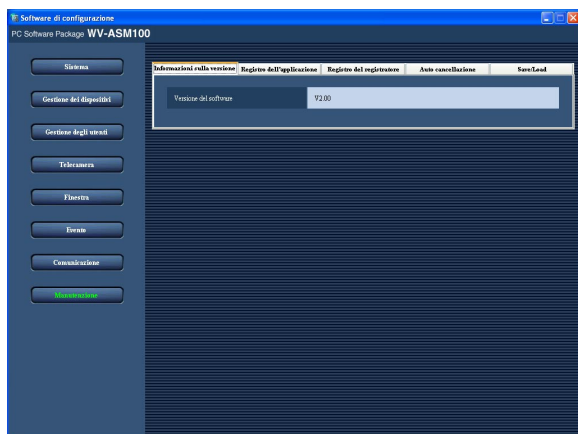 Software di configurazione
PC Software Package WV-ASM100
Sistema
Gestione dei dispositivi
Gestione degli utenti
Telecamera
Finestra
Evento
Comunicazione
Manutenzione
Informazioni sulla versione Registro dell'applicazione Registro del registratore Auto cancellazione Save/Load
Versione del software V2.00